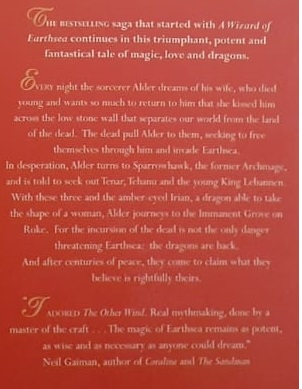 THE BESTSELLING saga that started with A Wizard of
Earthsea continues in this triumphant, potent and
fantastical tale of magic, love and dragons.
EVERY night the sorcerer Alder dreams of his wife, who died
young and wants so much to return to him that she kissed him
across the low stone wall that separates our world from the land
of the dead. The dead pull Alder to them, seeking to free
themselves through him and invade Earthsea.
In desperation, Alder turns to Sparrowhawk, the former Archmage,
and is told to seek out Tenar, Tehanu and the young King Lebannen.
With these three and the amber-eyed Irian, a dragon able to take
the shape of a woman, Alder journeys to the Immanent Grove on
Roke. For the incursion of the dead is not the only danger
threatening Earthsea: the dragons are back.
And after centuries of peace, they come to claim what they
believe is rightfully theirs.
"I ADORED The Other Wind. Real mythmaking, done by a
master of the craft . . . The magic of Earthsea remains as potent,
as wise and as necessary as anyone could dream."
Neil Gaiman, author of Coraline and The Sandman